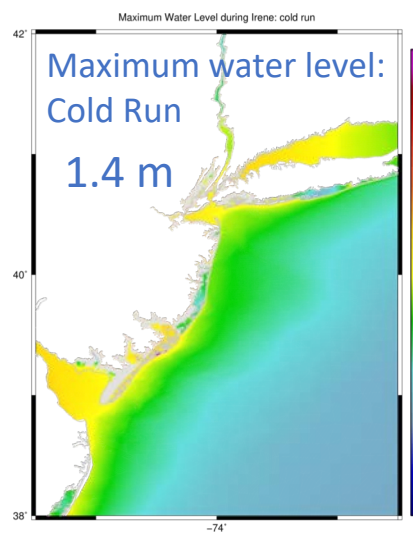 Maximum Water Level during Irene: cold run
42˚
Maximum water level:
Cold Run
1.4 m
40˚
38˚
−74˚